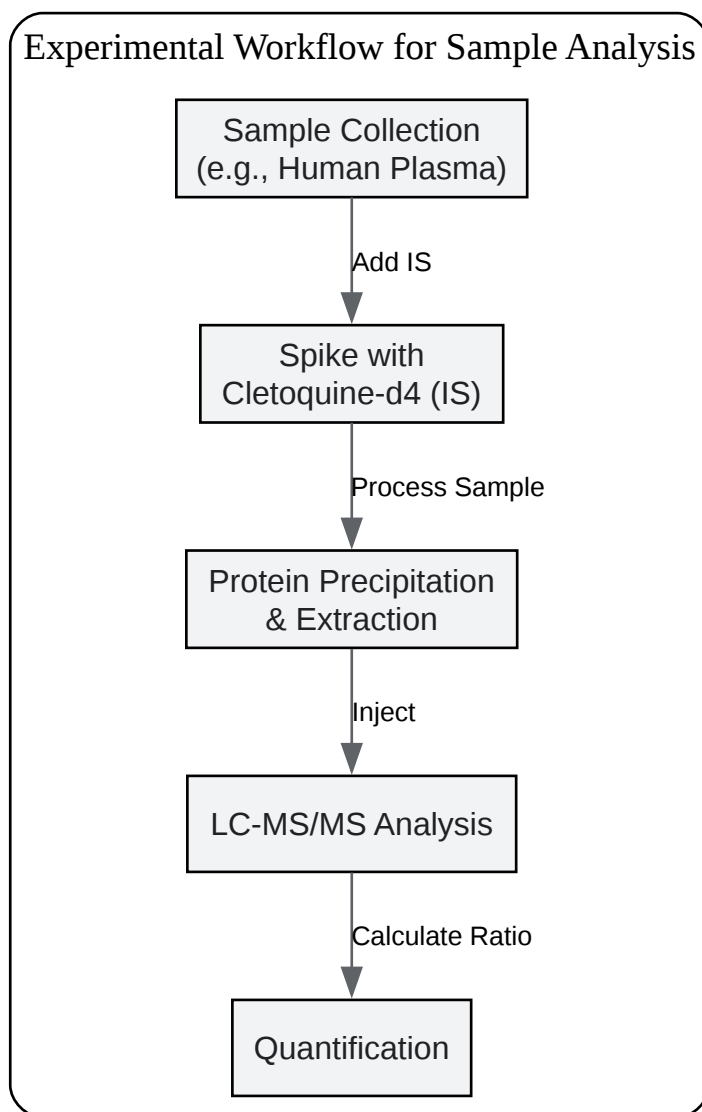 Experimental Workflow for Sample Analysis
Sample Collection
(e.g., Human Plasma)
Add IS
Spike with
Cletoquine-d4 (IS)
Process Sample
Protein Precipitation
& Extraction
Inject
LC-MS/MS Analysis
Calculate Ratio
Quantification